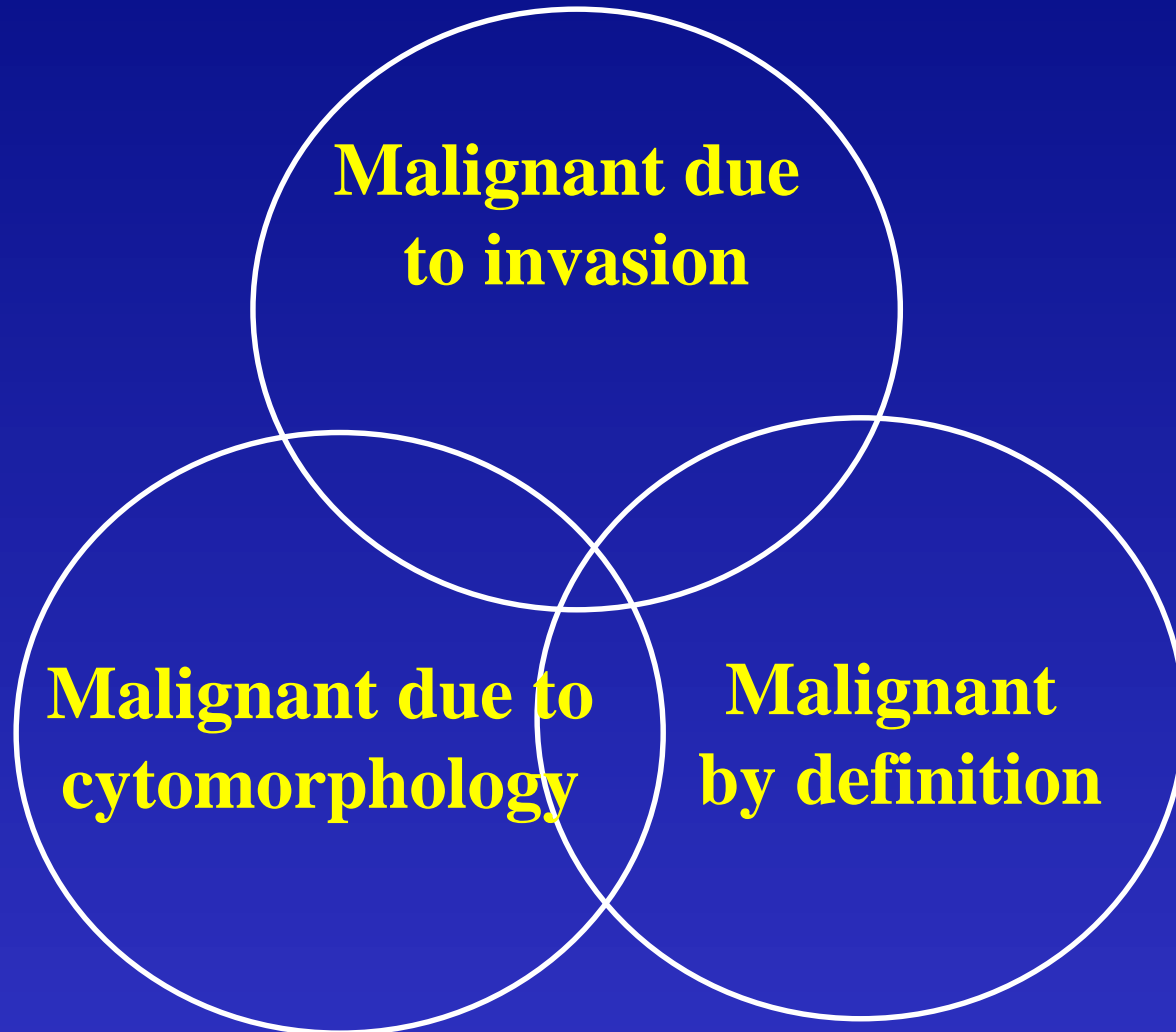 Malignant due
to invasion
Malignant due to
cytomorphology
Malignant
by definition